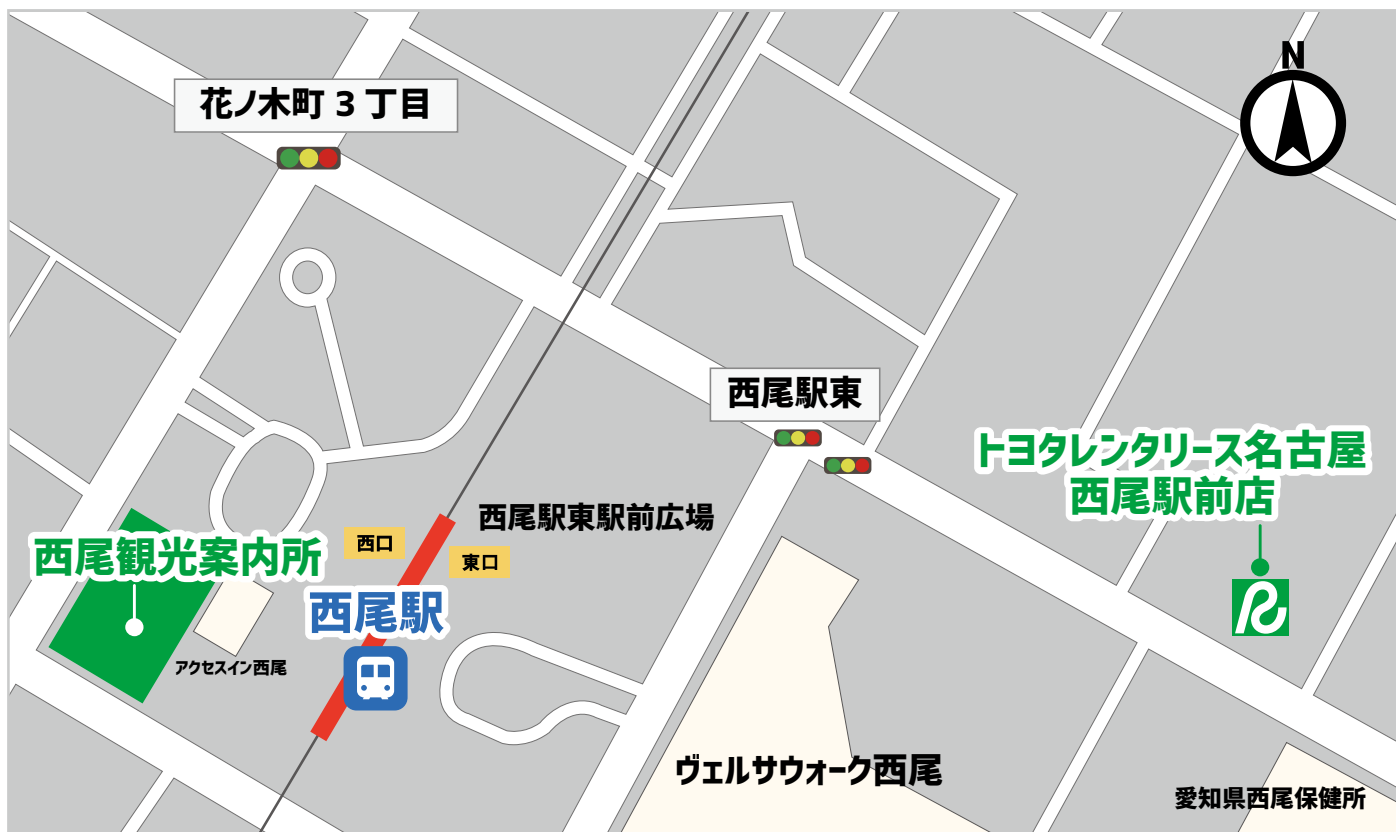 N
花ノ木町 3 丁目
西尾駅東
トヨタレンタリース名古屋
西尾駅前店
西尾駅東駅前広場
西口
東口
西尾観光案内所
西尾駅
アクセスイン西尾
ヴェルサウォーク西尾
愛知県西尾保健所